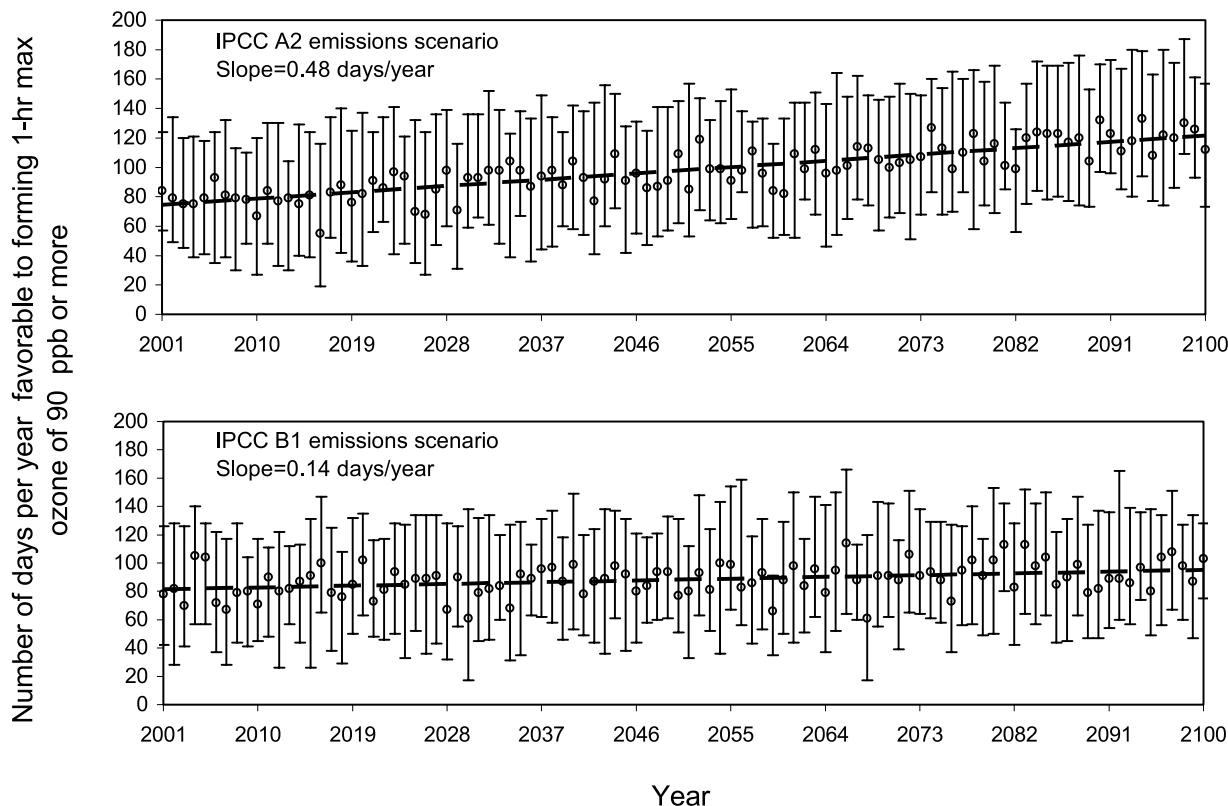 Number of days per year favorable to forming 1-hr max
ozone of 90 ppb or more
IPCC A2 emissions scenario
Slope=0.48 days/year
200
180
160
140
120
100
80
60
40
20
0
2001 2010 2019 2028 2037 2046 2055 2064 2073 2082 2091 2100
IPCC B1 emissions scenario
Slope=0.14 days/year
200
180
160
140
120
100
80
60
40
20
0
2001 2010 2019 2028 2037 2046 2055 2064 2073 2082 2091 2100
Year